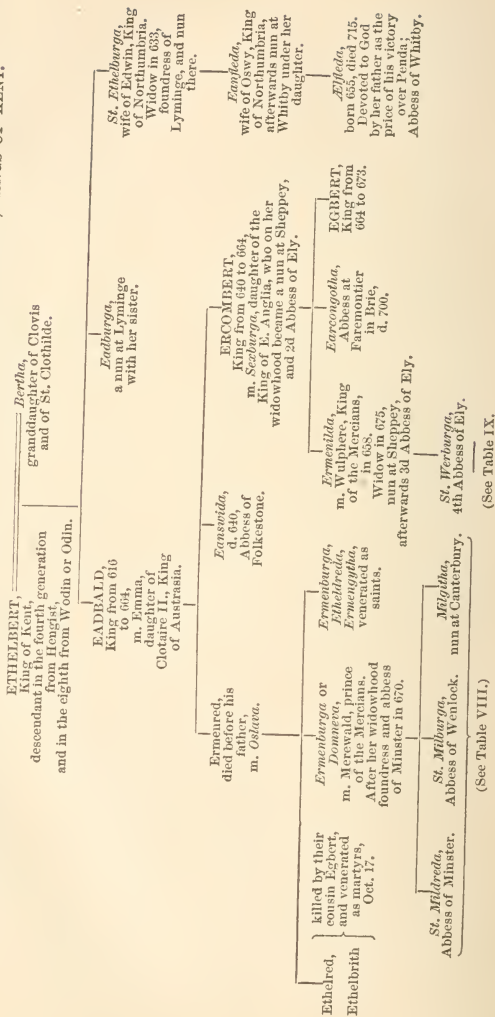 KENT.
ETHELBERT,
King of Kent,
descendant in the fourth generation
from Hengist,
and in the eighth from Wodin or Odin.
Bertha,
granddaughter of Clovis
and of St. Clothilde.
EADBALD,
King from 616
to 664,
m. Emma,
daughter of
Clotaire II., King
of Austrasia.
Eadburga,
a nun at Lyminge
with her sister.
St. Ethelburga,
wife of Edwin, King
of Northumbria.
Widow in 633,
foundress of
Lyminge, and nun
there.
Ermenred,
died before his
father,
m. Oslava.
Eanswida,
d. 640,
Abbess of
Folkestone.
ERCOMBERT,
King from 640 to 664,
m. Sexburga, daughter of the
King of E. Anglia, who on her
widowhood became a nun at Sheppey,
and 2d Abbess of Ely.
Eanfleda,
wife of Oswy, King
of Northumbria,
afterwards nun at
Whitby under her
daughter.
Ethelred,
Ethelbrith
killed by their
cousin Egbert,
and venerated
as martyrs,
Oct. 17.
Ermenburga or
Domneva,
m. Merewald, prince
of the Mercians.
After her widowhood
foundress and abbess
of Minster in 670.
Ermenburga,
Etheldreda,
Ermengytha,
venerated as
saints.
Ermenilda,
m. Wulphere, King
of the Mercians,
in 658.
Widow in 675,
nun at Sheppey,
afterwards 3d Abbess of Ely.
Earcongotha,
Abbess at
Faremontier
in Brie,
d. 700.
EGBERT,
King from
664 to 673.
Ælfleda,
born 655, died 715.
Devoted to God
by her father as the
price of his victory
over Penda;
Abbess of Whitby.
St. Mildreda,
Abbess of Minster.
St. Milburga,
Abbess of Wenlock.
Milgitha,
nun at Canterbury.
(See Table VIII.)
St. Werburga,
4th Abbess of Ely.
(See Table IX.)